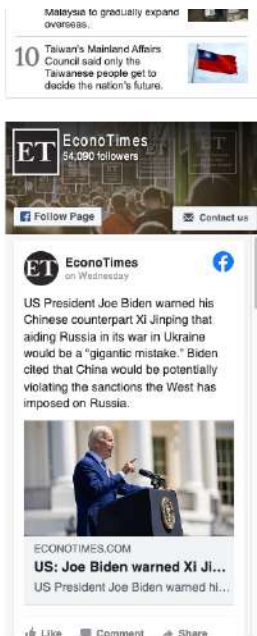 Malaysia to gradually expand
overseas.
10
Taiwan's Mainland Affairs
Council said only the
Taiwanese people get to
decide the nation's future.
ET
EconoTimes
54,090 followers
ET
Follow Page
Contact us
ET
EconoTimes
on Wednesday
US President Joe Biden warned his
Chinese counterpart Xi Jinping that
aiding Russia in its war in Ukraine
would be a “gigantic mistake.” Biden
cited that China would be potentially
violating the sanctions the West has
imposed on Russia.
ECONOTIMES.COM
US: Joe Biden warned Xi Ji...
US President Joe Biden warned hi...
Like
Comment
Share